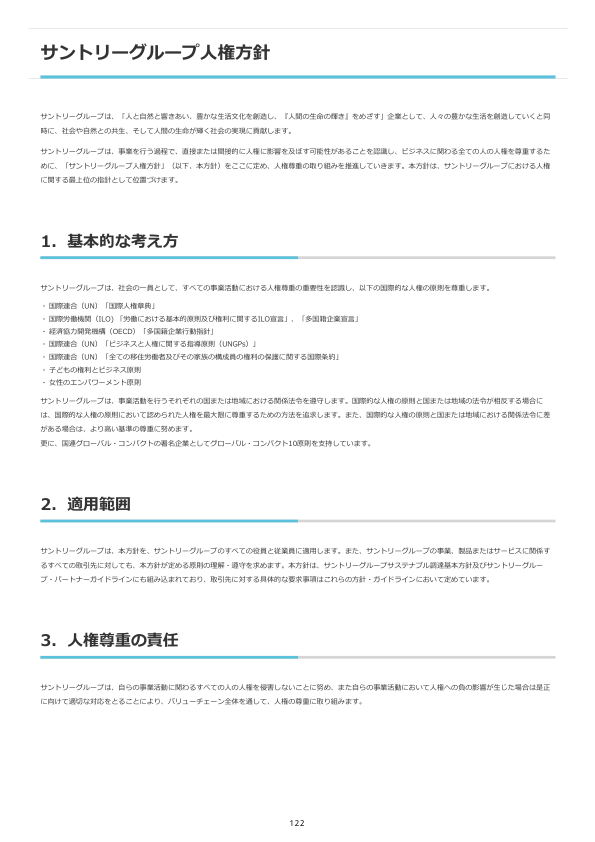 サントリーグループ人権方針
サントリーグループは、「人と自然と響きあい、豊かな生活文化を創造し、『人間の生命の輝き』をめざす」企業として、人々の豊かな生活を創造していくと同
時に、社会や自然との共生、そして人間の生命が輝く社会の実現に貢献します。
サントリーグループは、事業を行う過程で、直接または間接的に人権に影響を及ぼす可能性があることを認識し、ビジネスに関わる全ての人の人権を尊重するた
めに、「サントリーグループ人権方針」（以下、本方針）をここに定め、人権尊重の取り組みを推進していきます。本方針は、サントリーグループにおける人権
に関する最上位の指針として位置づけます。
1. 基本的な考え方
サントリーグループは、社会の一員として、すべての事業活動における人権尊重の重要性を認識し、以下の国際的な人権の原則を尊重します。
・国際連合（UN）「国際人権章典」
・国際労働機関（ILO）「労働における基本的原則及び権利に関するILO宣言」、「多国籍企業宣言」
・経済協力開発機構（OECD）「多国籍企業行動指針」
・国際連合（UN）「ビジネスと人権に関する指導原則（UNGPs）」
・国際連合（UN）「全ての移住労働者及びその家族の構成員の権利の保護に関する国際条約」
・子どもの権利とビジネス原則
・女性のエンパワーメント原則
サントリーグループは、事業活動を行うそれぞれの国または地域における関係法令を遵守します。国際的な人権の原則と国または地域の法令が相反する場合に
は、国際的な人権の原則において認められた人権を最大限に尊重するための方法を追求します。また、国際的な人権の原則と国または地域における関係法令に差
がある場合は、より高い基準の尊重に努めます。
更に、国連グローバル・コンパクトの署名企業としてグローバル・コンパクト10原則を支持しています。
2. 適用範囲
サントリーグループは、本方針を、サントリーグループのすべての役員と従業員に適用します。また、サントリーグループの事業、製品またはサービスに関係す
るすべての取引先に対しても、本方針が定める原則の理解・遵守を求めます。本方針は、サントリーグループサステナブル調達基本方針及びサントリーグルー
プ・パートナーガイドラインにも組み込まれており、取引先に対する具体的な要求事項はこれらの方針・ガイドラインにおいて定めています。
3. 人権尊重の責任
サントリーグループは、自らの事業活動に関わるすべての人の人権を侵害しないことに努め、また自らの事業活動において人権への負の影響が生じた場合は是正
に向けて適切な対応をとることにより、バリューチェーン全体を通して、人権の尊重に取り組みます。
122